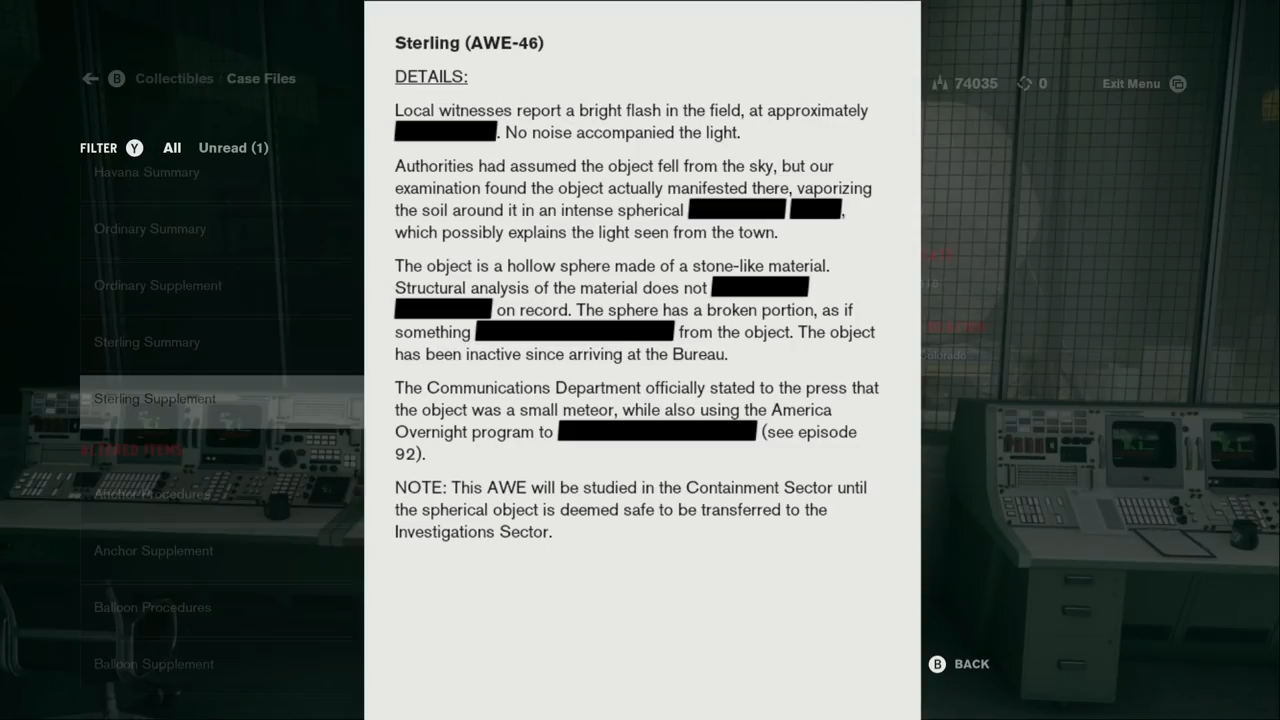 Sterling (AWE-46)
DETAILS:
Local witnesses report a bright flash in the field, at approximately
. No noise accompanied the light.
Authorities had assumed the object fell from the sky, but our
examination found the object actually manifested there, vaporizing
the soil around it in an intense spherical ,
which possibly explains the light seen from the town.
The object is a hollow sphere made of a stone-like material.
Structural analysis of the material does not
on record. The sphere has a broken portion, as if
something from the object. The object
has been inactive since arriving at the Bureau.
The Communications Department officially stated to the press that
the object was a small meteor, while also using the America
Overnight program to (see episode
92).
NOTE: This AWE will be studied in the Containment Sector until
the spherical object is deemed safe to be transferred to the
Investigations Sector.
B Collectibles Case Files
FILTER Y All Unread (1)
Havana Summary
Ordinary Summary
Ordinary Supplement
Sterling Summary
Sterling Supplement
ALTERED ITEMS
Anchor Procedures
Anchor Supplement
Balloon Procedures
Balloon Supplement
74035 0 Exit Menu
Colorado
B BACK